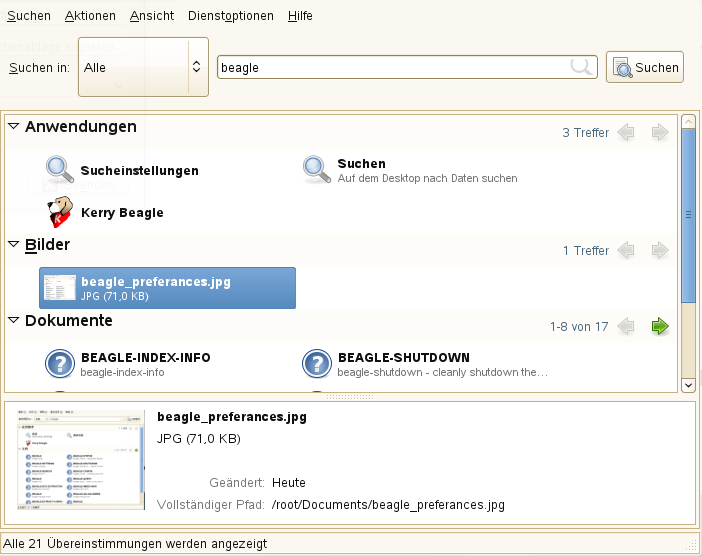 Suchen Aktionen Ansicht Dienstoptionen Hilfe
Suchen in: Alle beagle Suchen
Anwendungen 3 Treffer
Sucheinstellungen
Suchen
Auf dem Desktop nach Daten suchen
Kerry Beagle
Bilder 1 Treffer
beagle_preferances.jpg
JPG (71,0 KB)
Dokumente 1-8 von 17
BEAGLE-INDEX-INFO
beagle-index-info
BEAGLE-SHUTDOWN
beagle-shutdown - cleanly shutdown the...
beagle_preferances.jpg
JPG (71,0 KB)
Geändert: Heute
Vollständiger Pfad: /root/Documents/beagle_preferances.jpg
Alle 21 Übereinstimmungen werden angezeigt